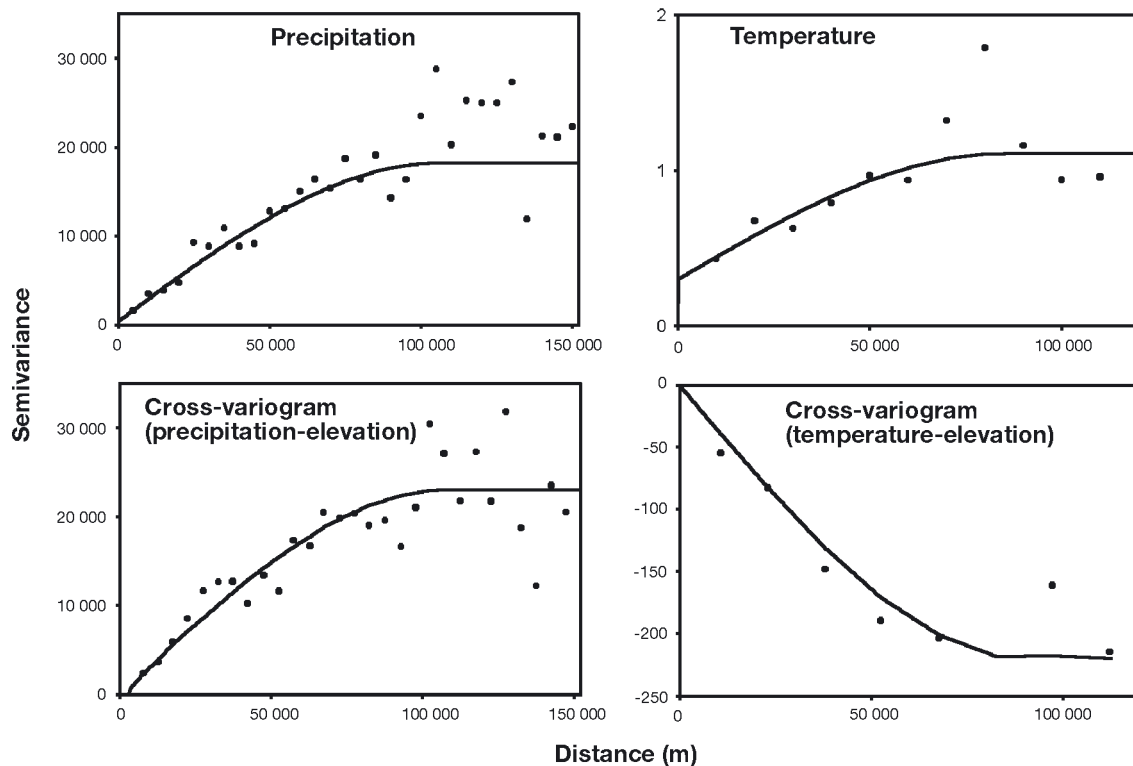 Precipitation
30 000
20 000
10 000
0
0 50 000 100 000 150 000
Temperature
2
1
0
0 50 000 100 000
Semivariance
Cross-variogram
(precipitation-elevation)
30 000
20 000
10 000
0
0 50 000 100 000 150 000
Cross-variogram
(temperature-elevation)
0
-50
-100
-150
-200
-250
0 50 000 100 000
Distance (m)